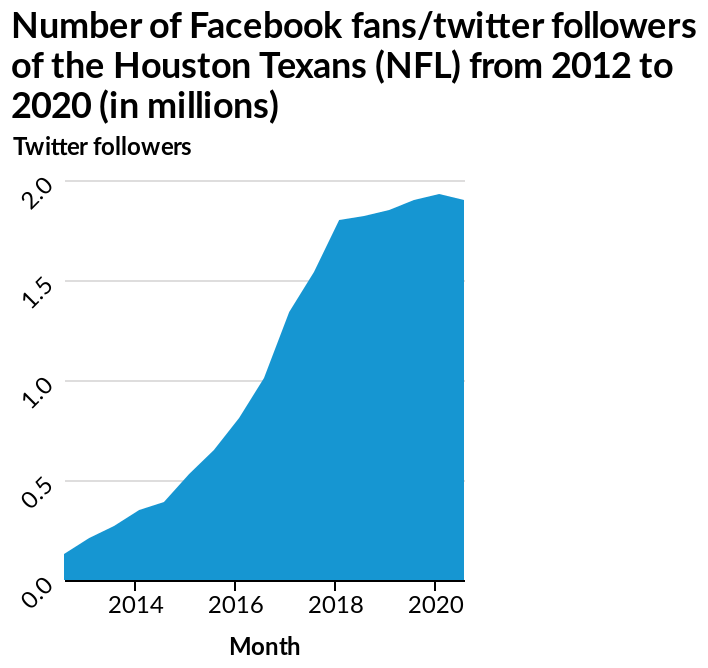 Number of Facebook fans/twitter followers
of the Houston Texans (NFL) from 2012 to
2020 (in millions)
Twitter followers
2.0
1.5
1.0
0.5
0.0
2014 2016 2018 2020
Month